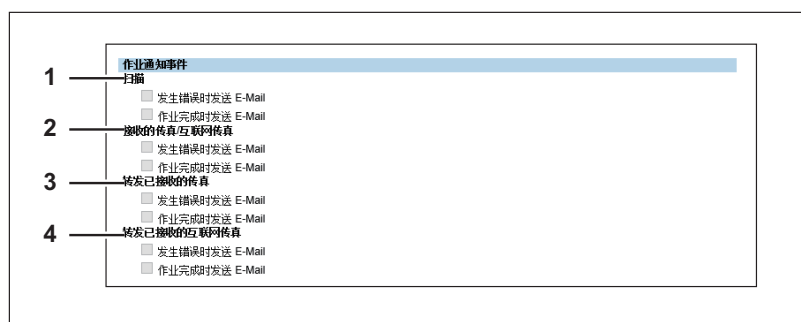 作业通知事件
1 扫描
发生错误时发送 E-Mail
作业完成时发送 E-Mail
2 接收的传真/互联网传真
发生错误时发送 E-Mail
作业完成时发送 E-Mail
3 转发已接收的传真
发生错误时发送 E-Mail
作业完成时发送 E-Mail
4 转发已接收的互联网传真
发生错误时发送 E-Mail
作业完成时发送 E-Mail